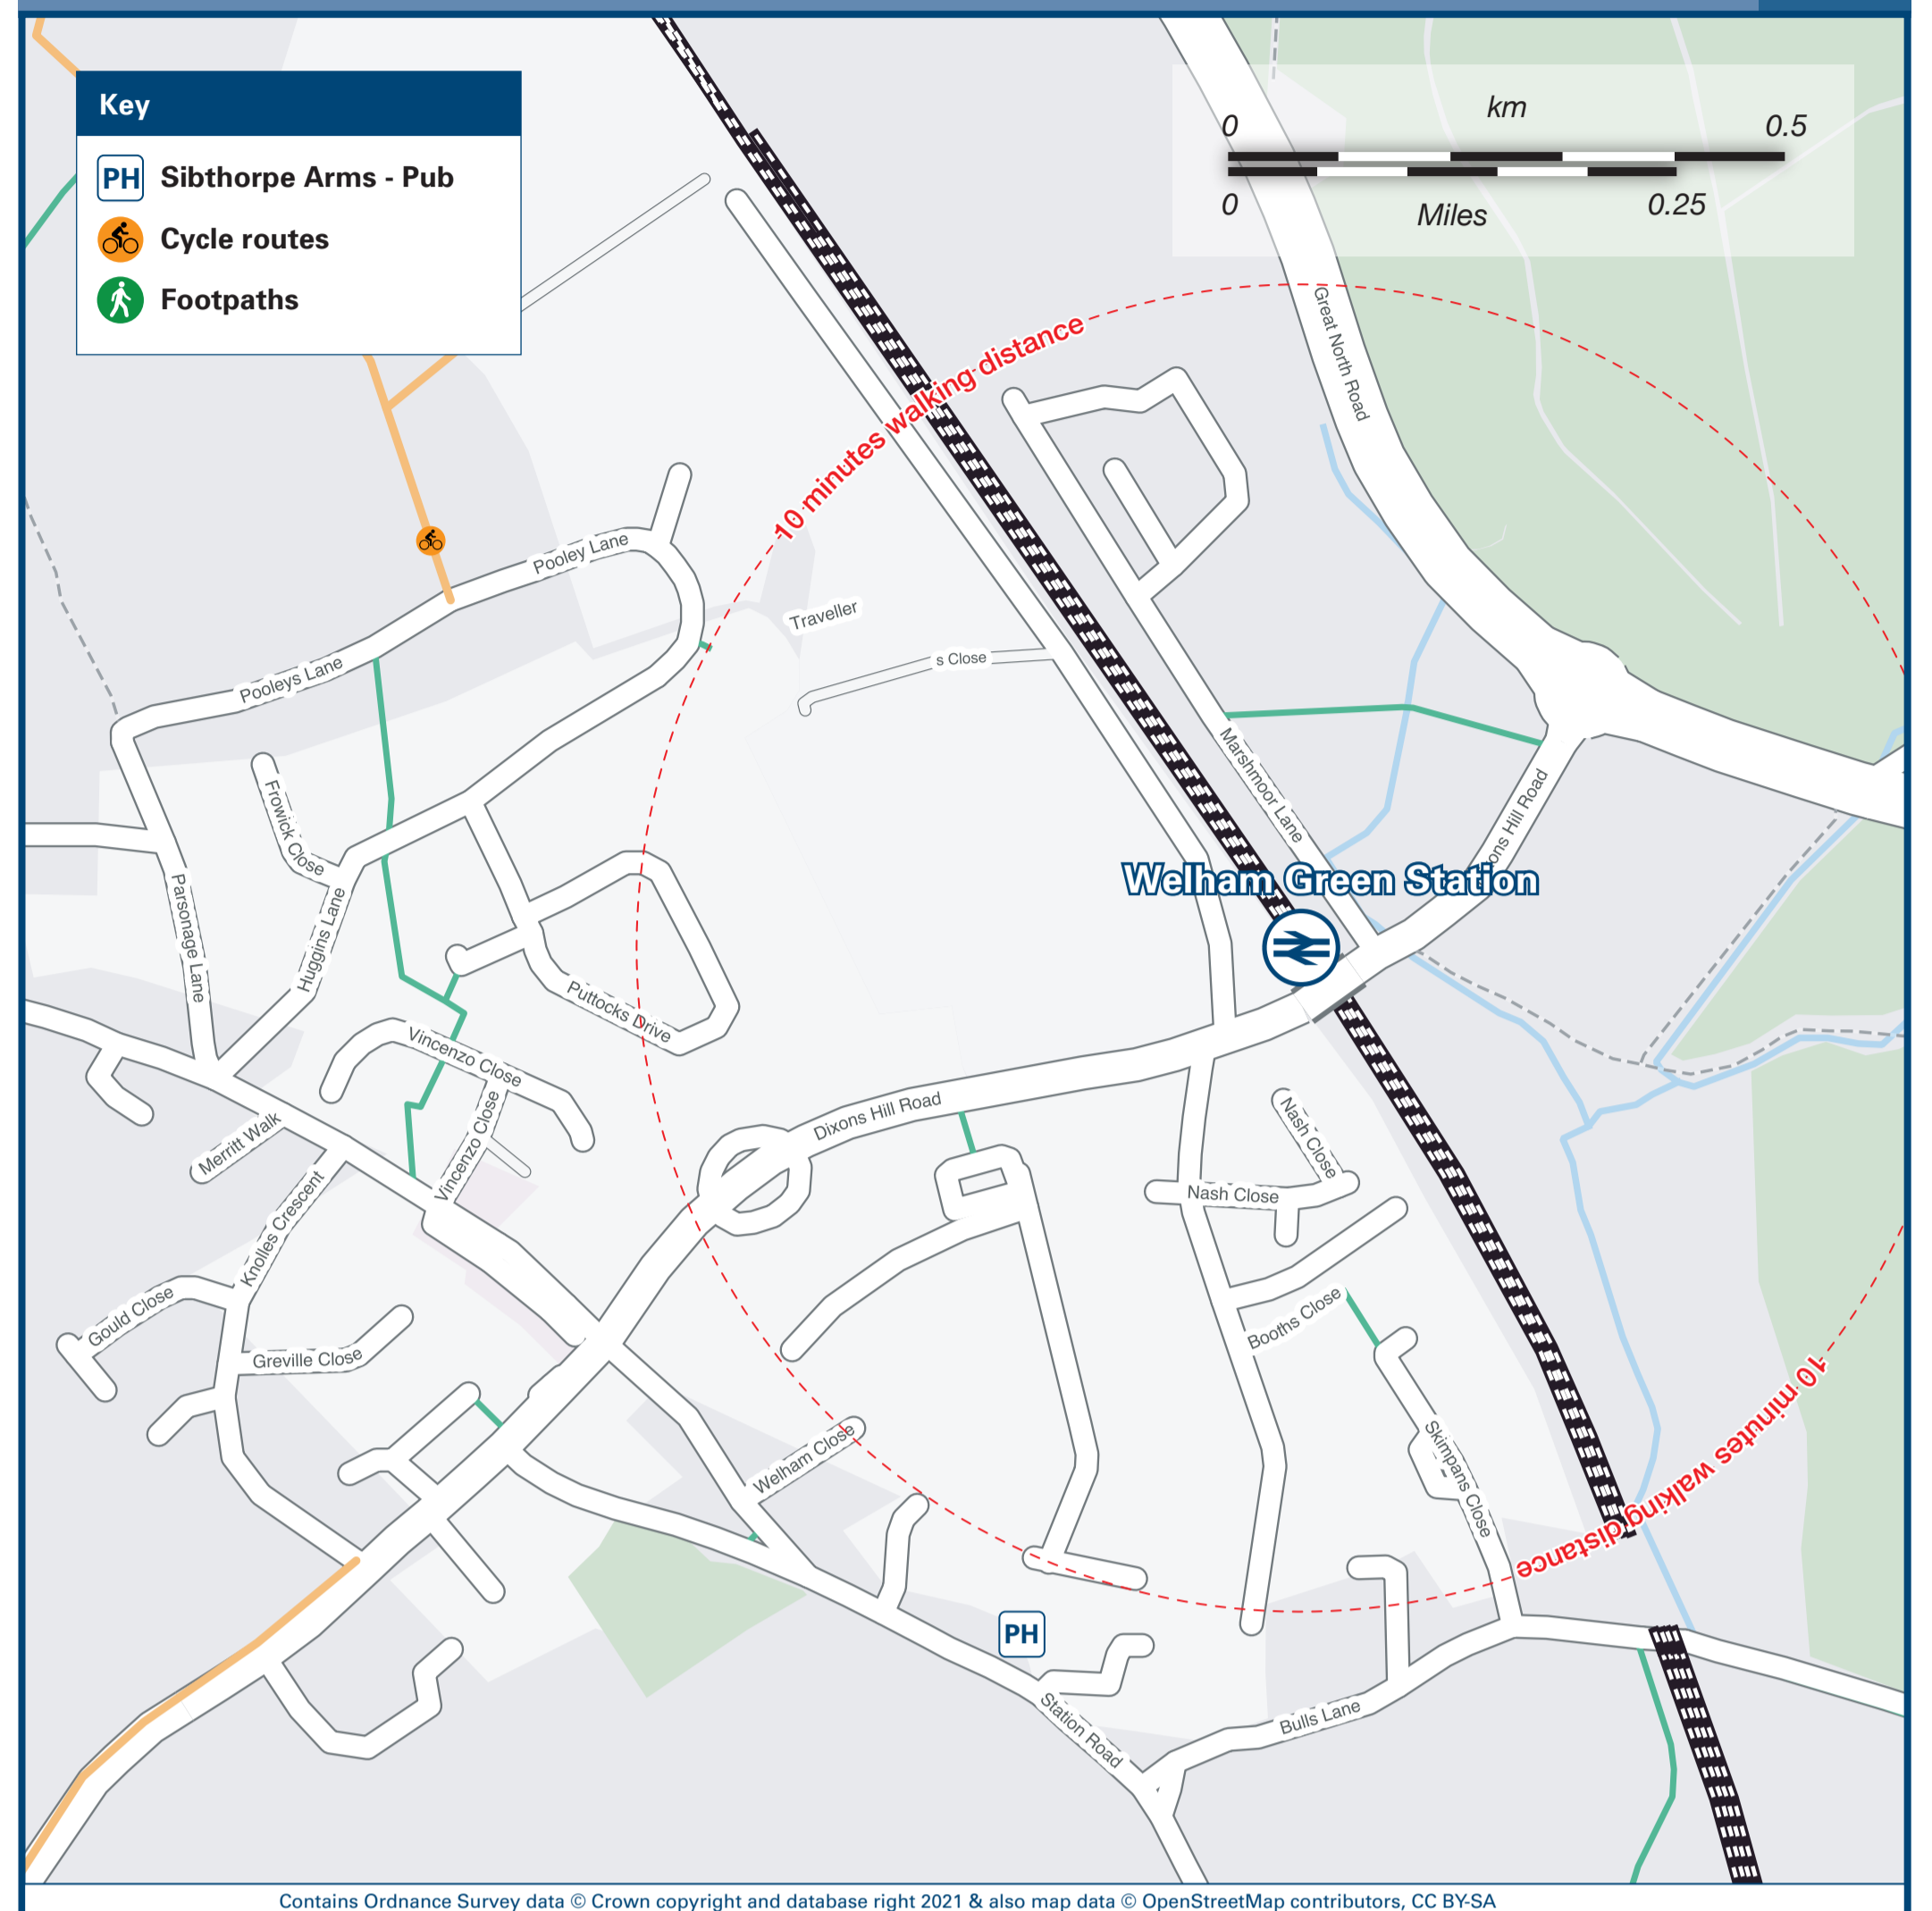 Key
PH Sibthorpe Arms - Pub
Cycle routes
Footpaths
km
0 0.5
0 0.25
Miles
Great North Road
10 minutes walking distance
Pooley Lane
Traveller
s Close
Pooleys Lane
Marshmoor Lane
ons Hill Road
Frowick Close
Welham Green Station
Parsonage Lane
Huggins Lane
Puttocks Drive
Vincenzo Close
Vincenzo Close
Dixons Hill Road
Merritt Walk
Nash Close
Nash Close
Knolles Crescent
Gould Close
Greville Close
Booths Close
Welham Close
Skimpans Close
10 minutes walking distance
PH
Station Road
Bulls Lane
Contains Ordnance Survey data © Crown copyright and database right 2021 & also map data © OpenStreetMap contributors, CC BY-SA